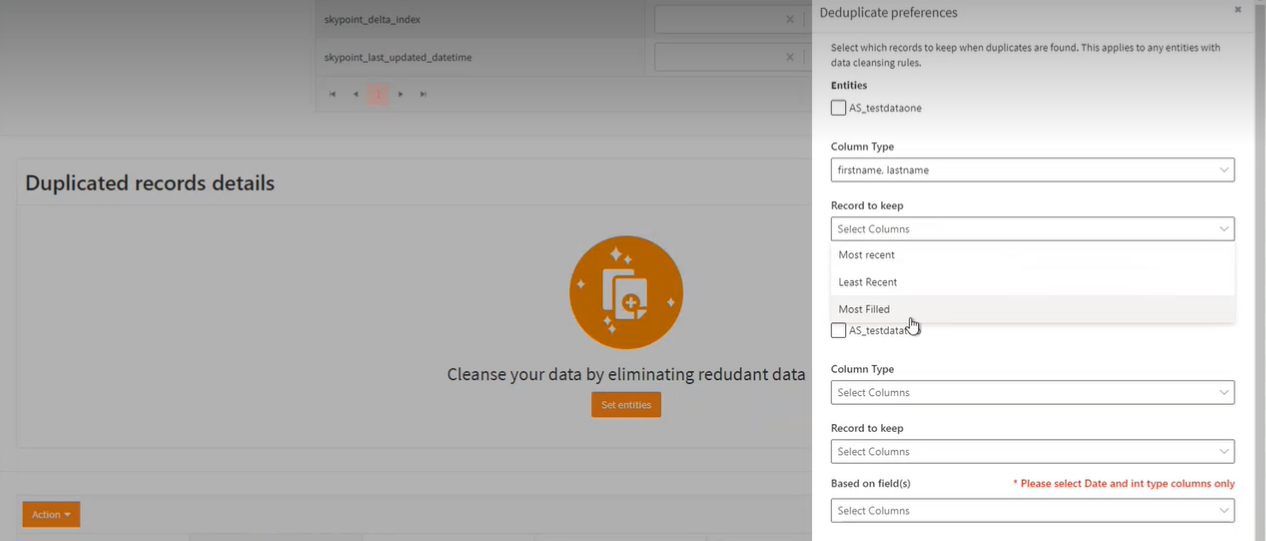 skypoint_delta_index
skypoint_last_updated_datetime
1
Duplicated records details
Cleanse your data by eliminating redudant data
Set entities
Action
Deduplicate preferences
Select which records to keep when duplicates are found. This applies to any entities with
data cleansing rules.
Entities
AS_testdataone
Column Type
firstname, lastname
Record to keep
Select Columns
Most recent
Least Recent
Most Filled
Column Type
Select Columns
Record to keep
Select Columns
Based on field(s) * Please select Date and int type columns only
Select Columns